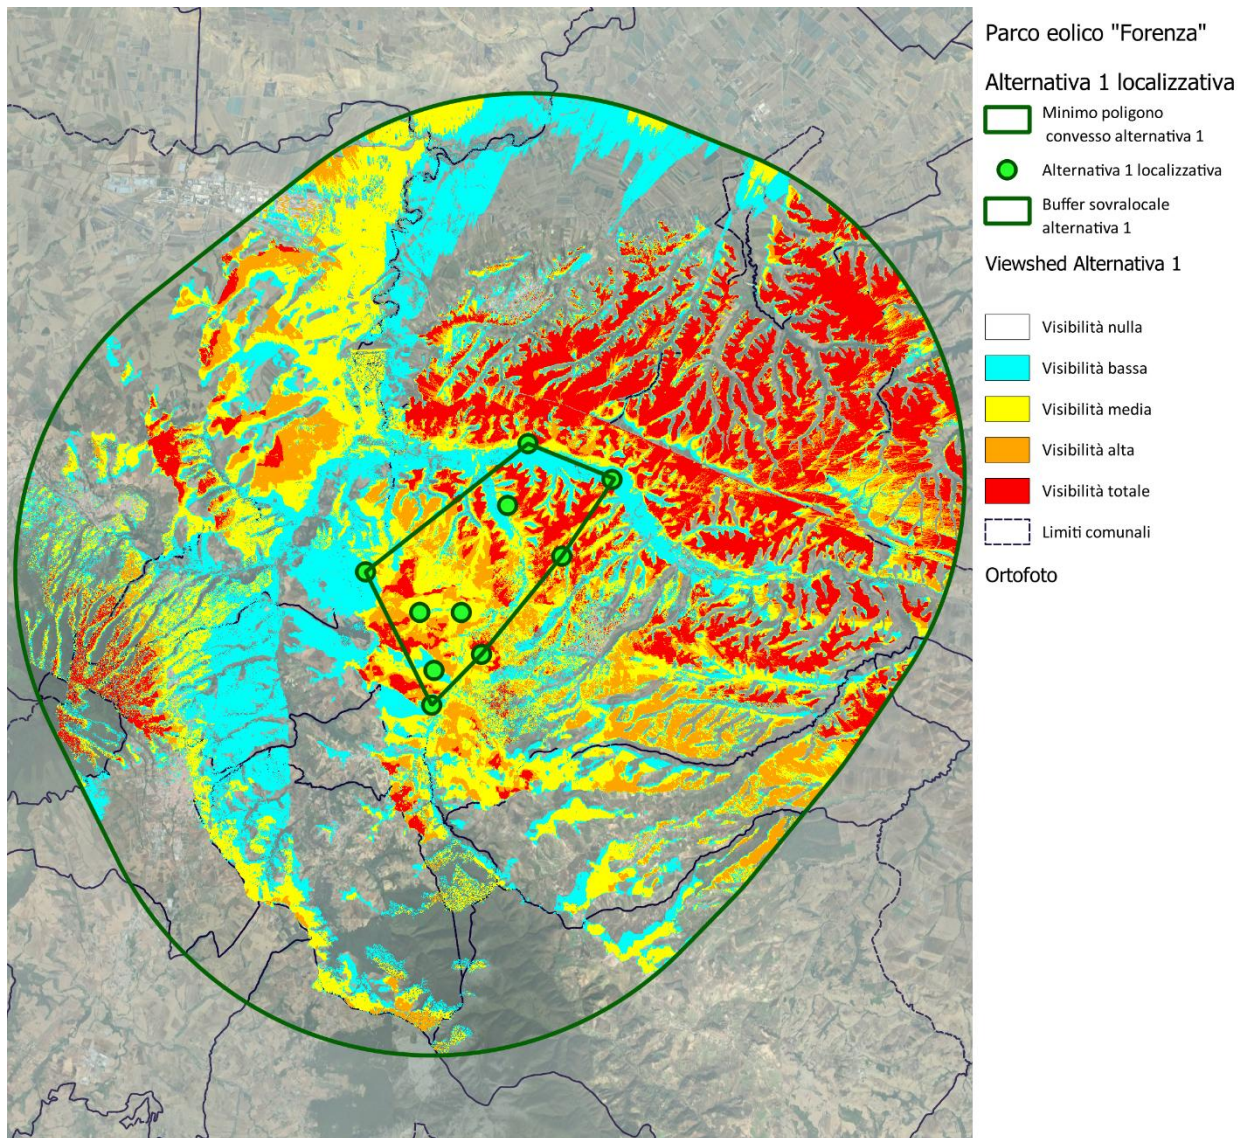 Parco eolico "Forenza"
Alternativa 1 localizzativa
Minimo poligono
convesso alternativa 1
Alternativa 1 localizzativa
Buffer sovralocale
alternativa 1
Viewshed Alternativa 1
Visibilità nulla
Visibilità bassa
Visibilità media
Visibilità alta
Visibilità totale
Limiti comunali
Ortofoto